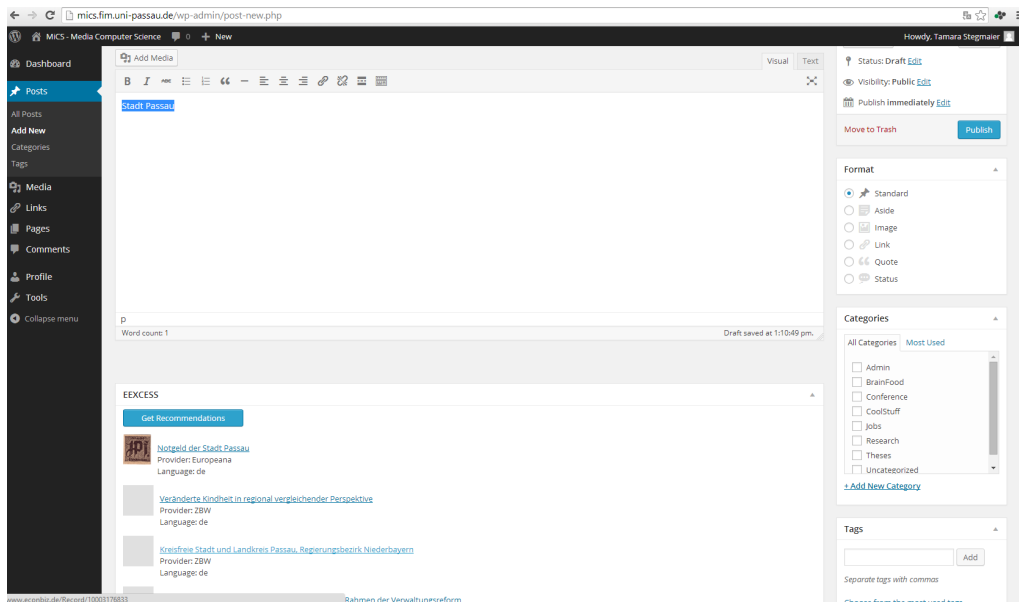 mics.fim.uni-passau.de/wp-admin/post-new.php
MiCS - Media Computer Science 0 + New Howdy, Tamara Stegmaier
Dashboard
Posts
All Posts
Add New
Categories
Tags
Media
Links
Pages
Comments
Profile
Tools
Collapse menu
Add Media
Visual Text
B I ABC
Stadt Passau
p
Word count: 1 Draft saved at 1:10:49 pm.
EEXCESS
Get Recommendations
Notgeld der Stadt Passau
Provider: Europeana
Language: de
Veränderte Kindheit in regional vergleichender Perspektive
Provider: ZBW
Language: de
Kreisfreie Stadt und Landkreis Passau, Regierungsbezirk Niederbayern
Provider: ZBW
Language: de
Rahmen der Verwaltungsreform
www.econbiz.de/Record/10003176833
Status: Draft Edit
Visibility: Public Edit
Publish immediately Edit
Move to Trash Publish
Format
Standard
Aside
Image
Link
Quote
Status
Categories
All Categories Most Used
Admin
BrainFood
Conference
CoolStuff
Jobs
Research
Theses
Uncategorized
+ Add New Category
Tags
Add
Separate tags with commas
Choose from the most used tags